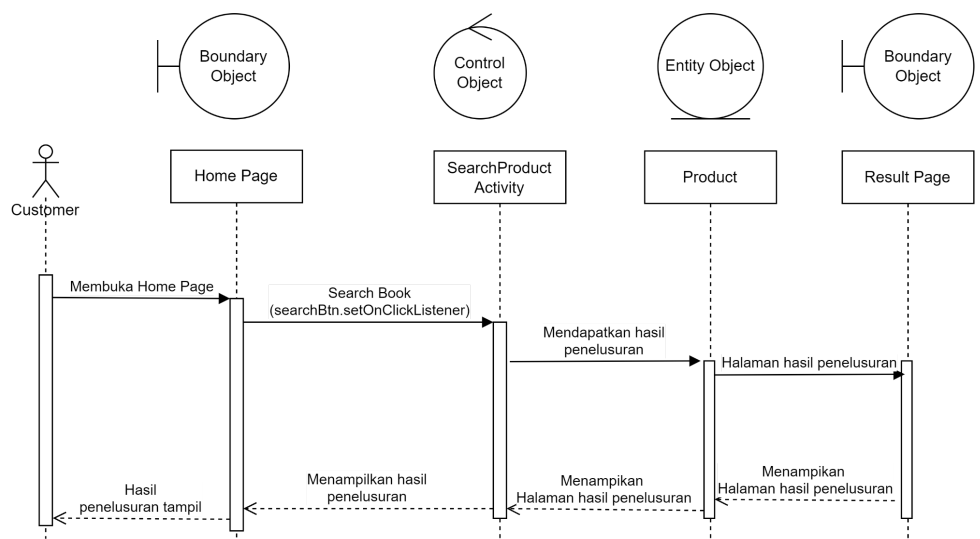 Boundary
Object
Control
Object
Entity Object
Boundary
Object
Customer
Home Page
SearchProduct
Activity
Product
Result Page
Membuka Home Page
Search Book
(searchBtn.setOnClickListener)
Mendapatkan hasil
penelusuran
Halaman hasil penelusuran
Menampikan
Halaman hasil penelusuran
Menampikan
Halaman hasil penelusuran
Menampilkan hasil
penelusuran
Hasil
penelusuran tampil